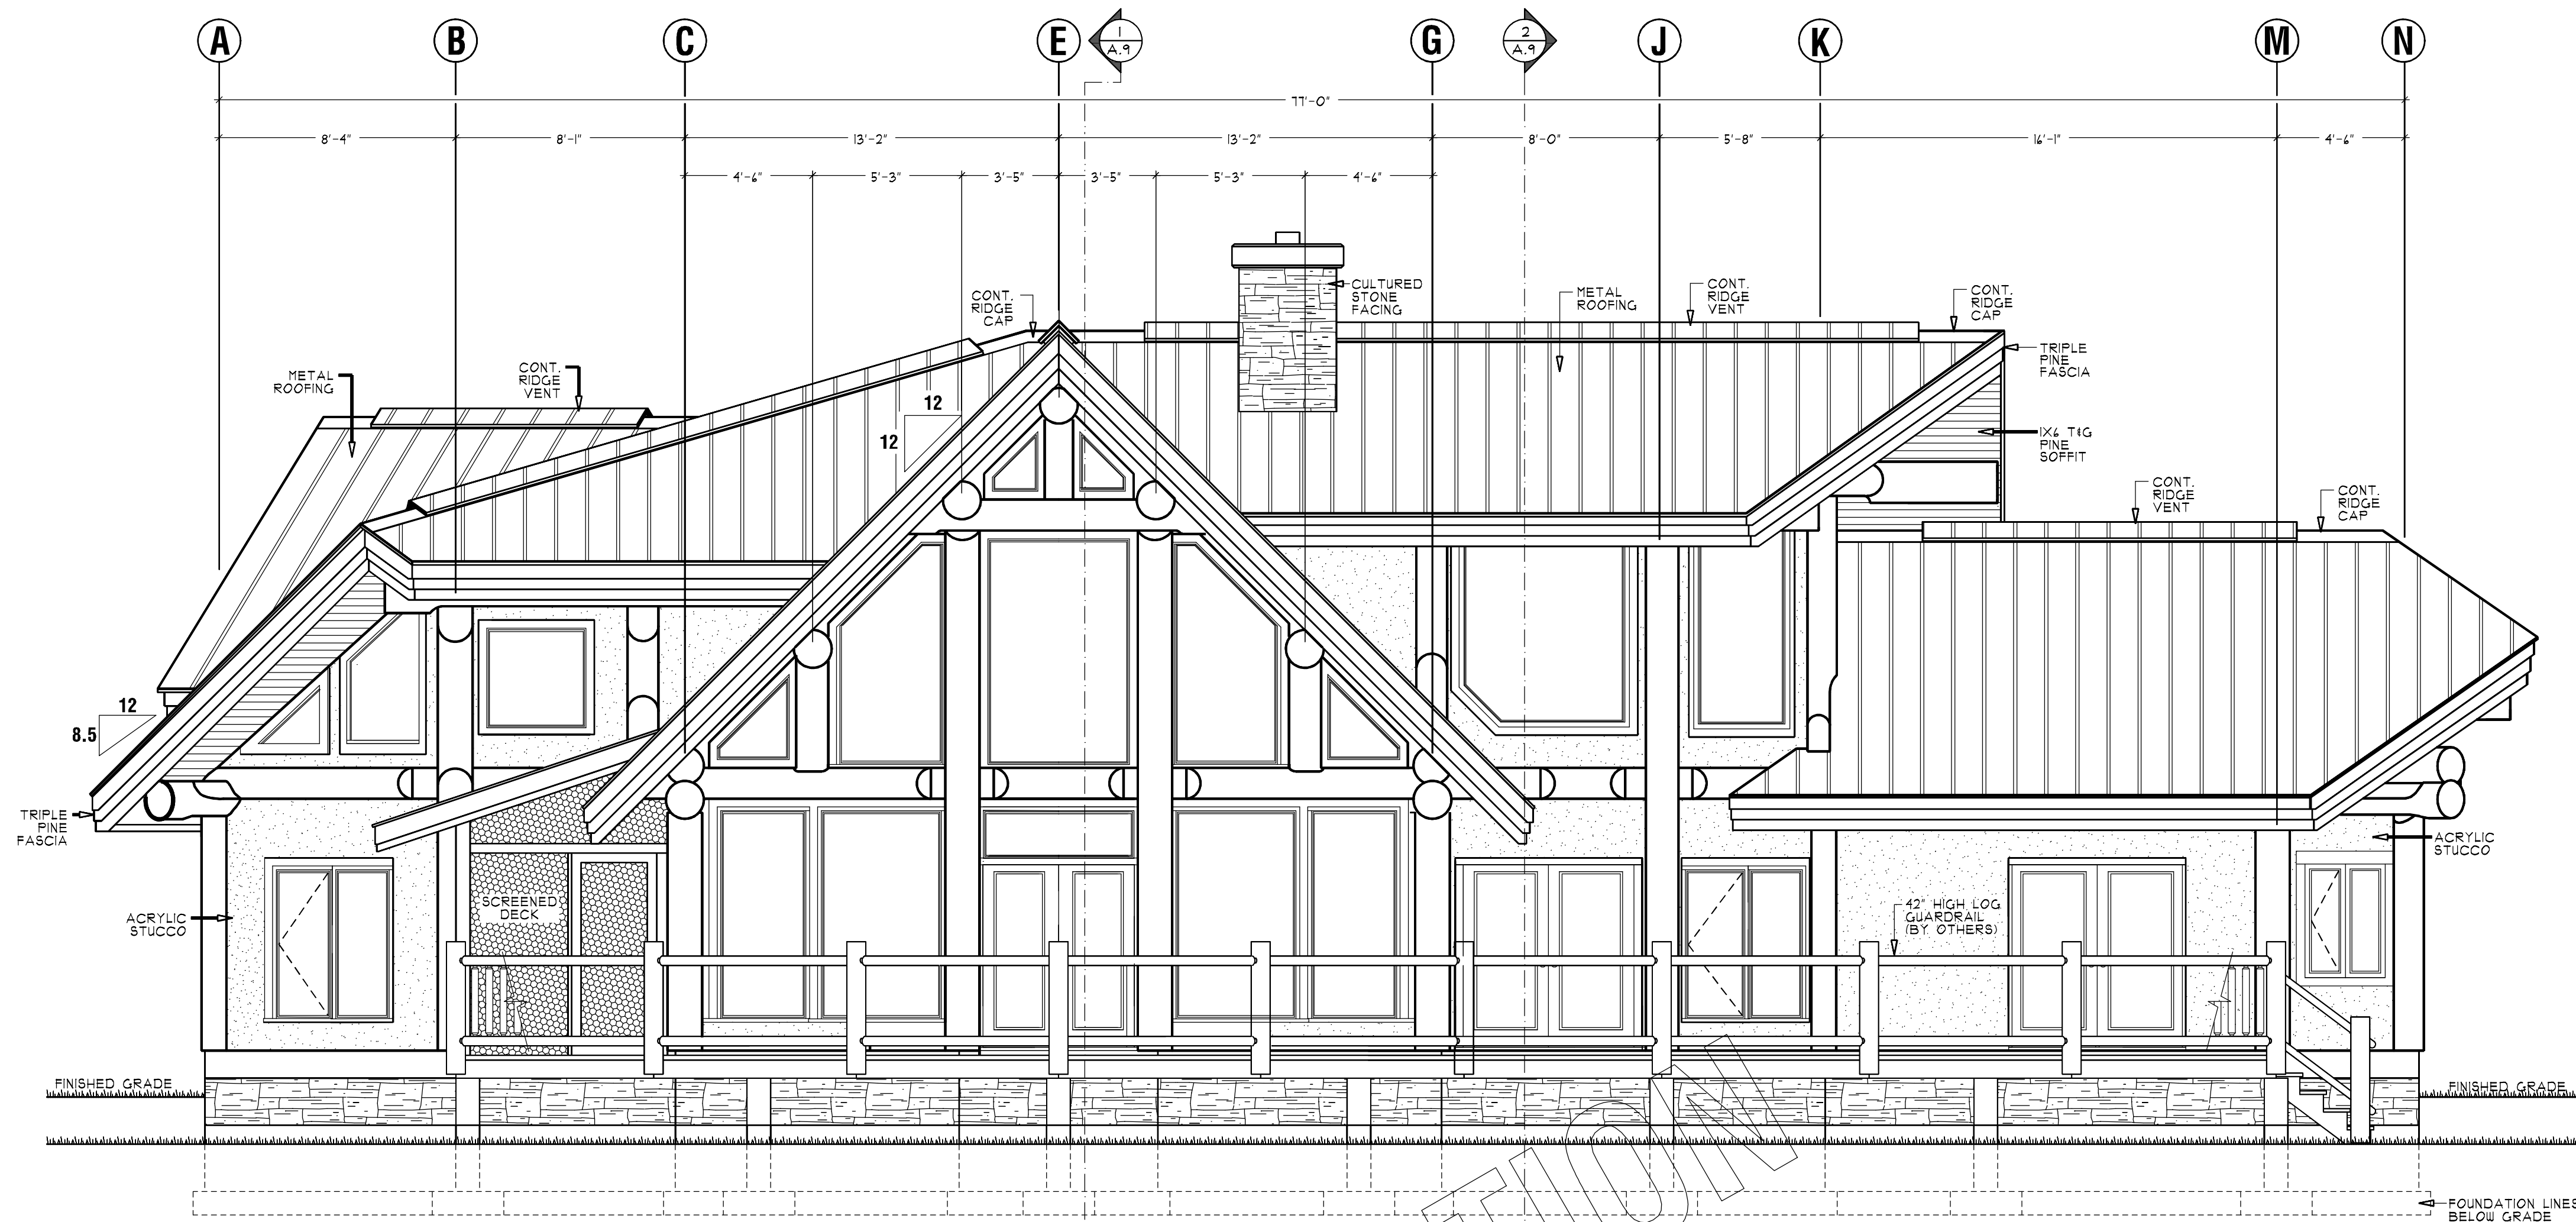 A B C E 1 A.9 G 2 A.9 J K M N
77'-0"
8'-4" 8'-1" 13'-2" 13'-2" 8'-0" 5'-8" 16'-1" 4'-6"
4'-6" 5'-3" 3'-5" 3'-5" 5'-3" 4'-6"
CONT.
RIDGE
CAP
CULTURED
STONE
FACING
METAL
ROOFING
CONT.
RIDGE
VENT
CONT.
RIDGE
CAP
TRIPLE
PINE
FASCIA
METAL
ROOFING
CONT.
RIDGE
VENT
12
12
1X6 T&G
PINE
SOFFIT
CONT.
RIDGE
VENT
CONT.
RIDGE
CAP
12
8.5
TRIPLE
PINE
FASCIA
ACRYLIC
STUCCO
ACRYLIC
STUCCO
SCREENED
DECK
42" HIGH LOG
GUARDRAIL
(BY OTHERS)
FINISHED GRADE
FINISHED GRADE
FOUNDATION LINES
BELOW GRADE